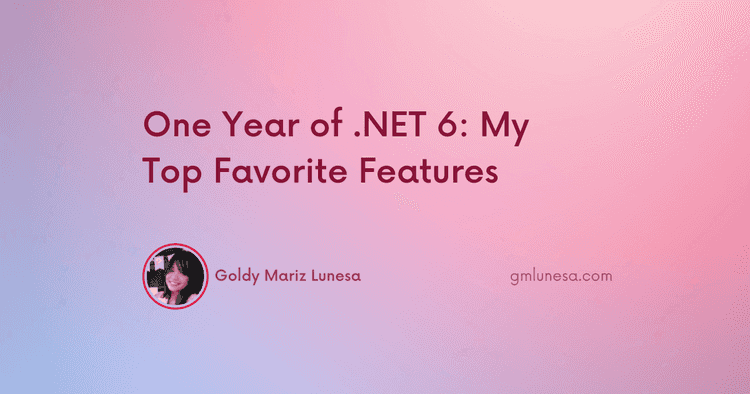 One Year of .NET 6: My
Top Favorite Features
Goldy Mariz Lunesa
gmlunesa.com